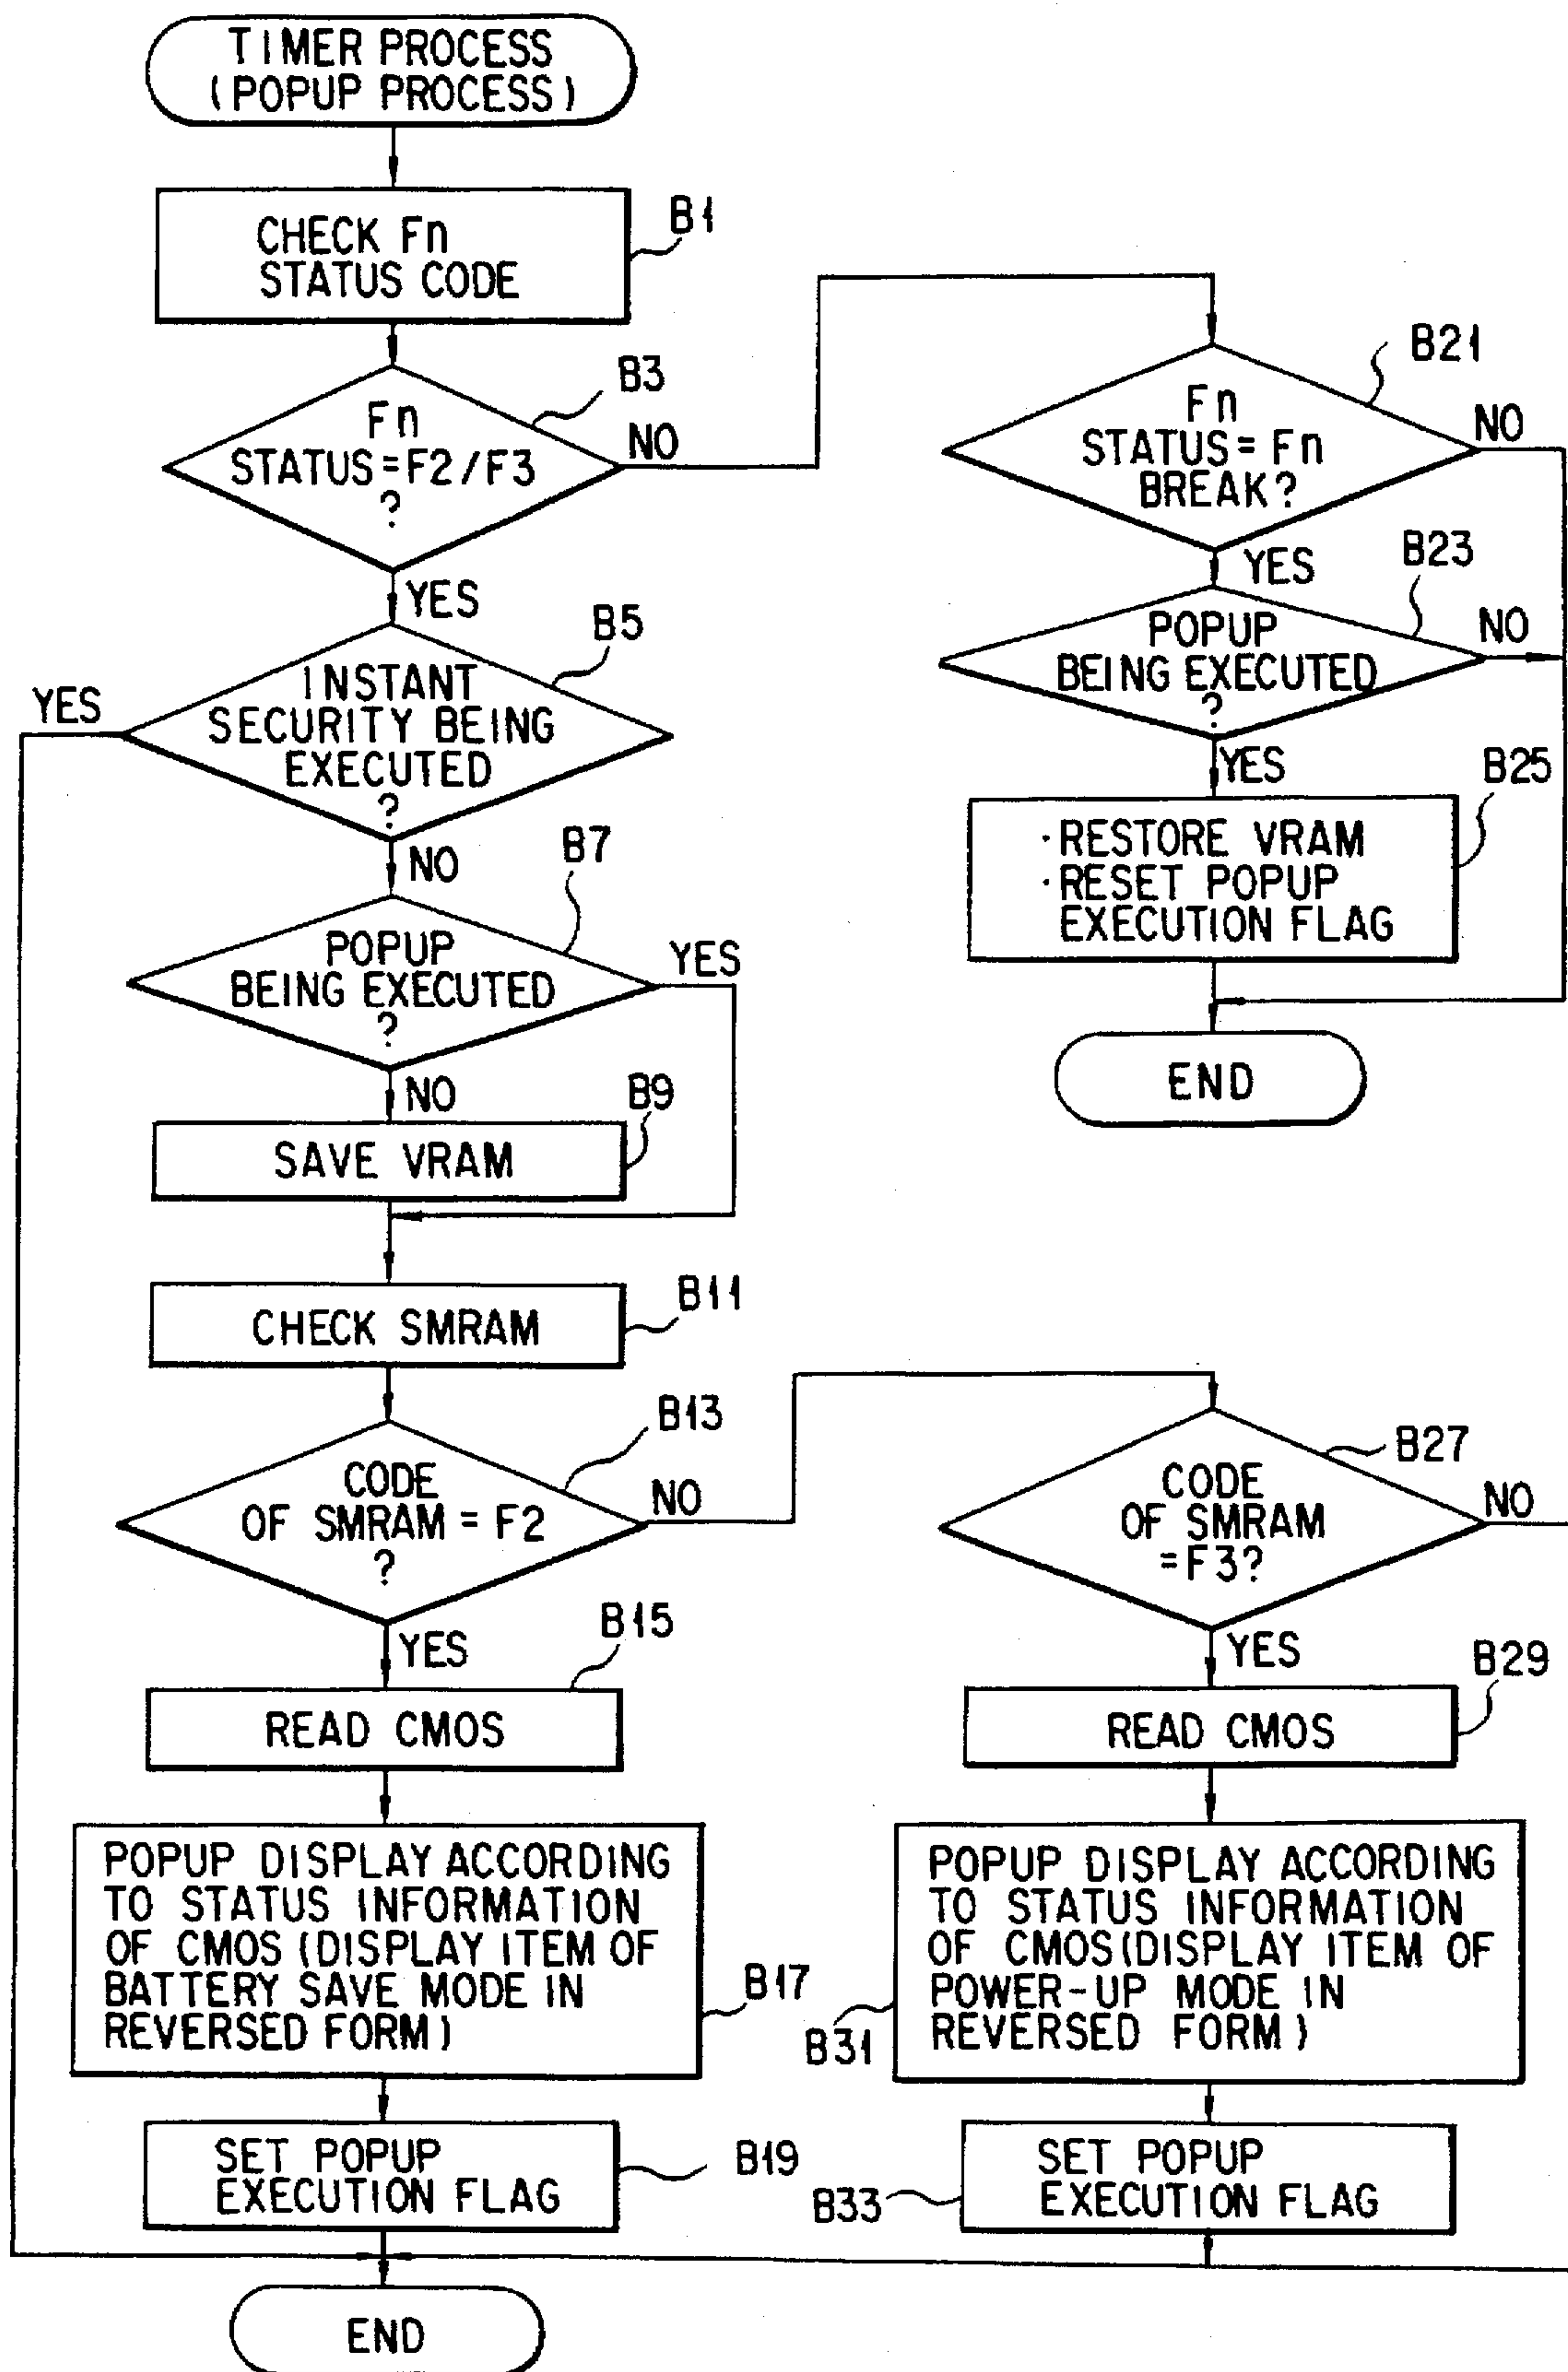 TIMER PROCESS
(POPUP PROCESS)
CHECK Fn
STATUS CODE
B1
Fn
STATUS=F2/F3
?
B3
NO
YES
INSTANT
SECURITY BEING
EXECUTED
?
B5
YES
NO
POPUP
BEING EXECUTED
?
B7
YES
NO
SAVE VRAM
B9
CHECK SMRAM
B11
CODE
OF SMRAM = F2
?
B13
NO
YES
READ CMOS
B15
POPUP DISPLAY ACCORDING
TO STATUS INFORMATION
OF CMOS (DISPLAY ITEM OF
BATTERY SAVE MODE IN
REVERSED FORM)
B17
SET POPUP
EXECUTION FLAG
B19
END
Fn
STATUS = Fn
BREAK?
B21
NO
YES
POPUP
BEING EXECUTED
?
B23
NO
YES
·RESTORE VRAM
·RESET POPUP
EXECUTION FLAG
B25
END
CODE
OF SMRAM
=F3?
B27
NO
YES
READ CMOS
B29
POPUP DISPLAY ACCORDING
TO STATUS INFORMATION
OF CMOS(DISPLAY ITEM OF
POWER-UP MODE IN
REVERSED FORM)
B31
SET POPUP
EXECUTION FLAG
B33